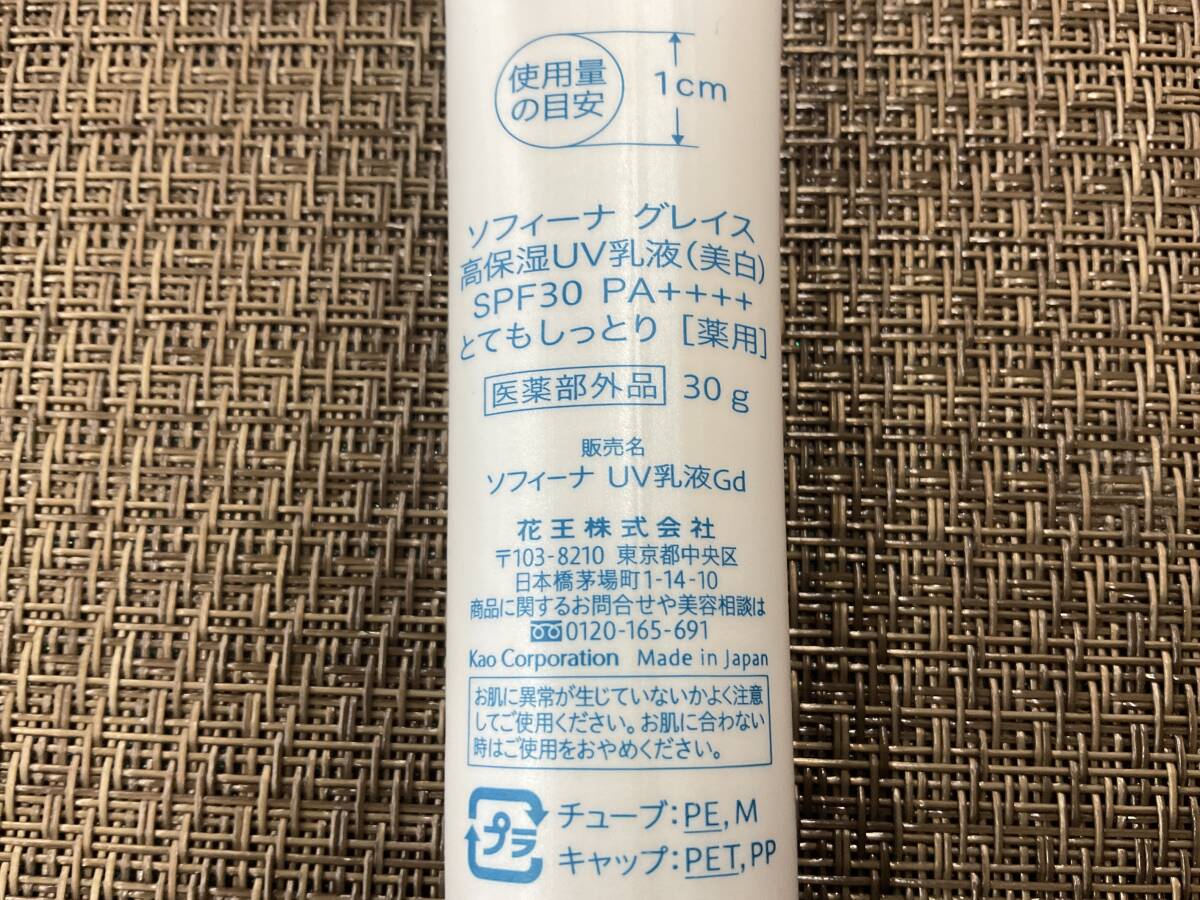 使用量
の目安
1cm
ソフィーナ グレイス
高保湿UV乳液(美白)
SPF30 PA++++
とてもしっとり [薬用]
医薬部外品 30g
販売名
ソフィーナ UV乳液Gd
花王株式会社
〒103-8210 東京都中央区
日本橋茅場町1-14-10
商品に関するお問合せや美容相談は
0120-165-691
Kao Corporation Made in Japan
お肌に異常が生じていないかよく注意
してご使用ください。お肌に合わない
時はご使用をおやめください。
プラ
チューブ:PE,M
キャップ:PET,PP